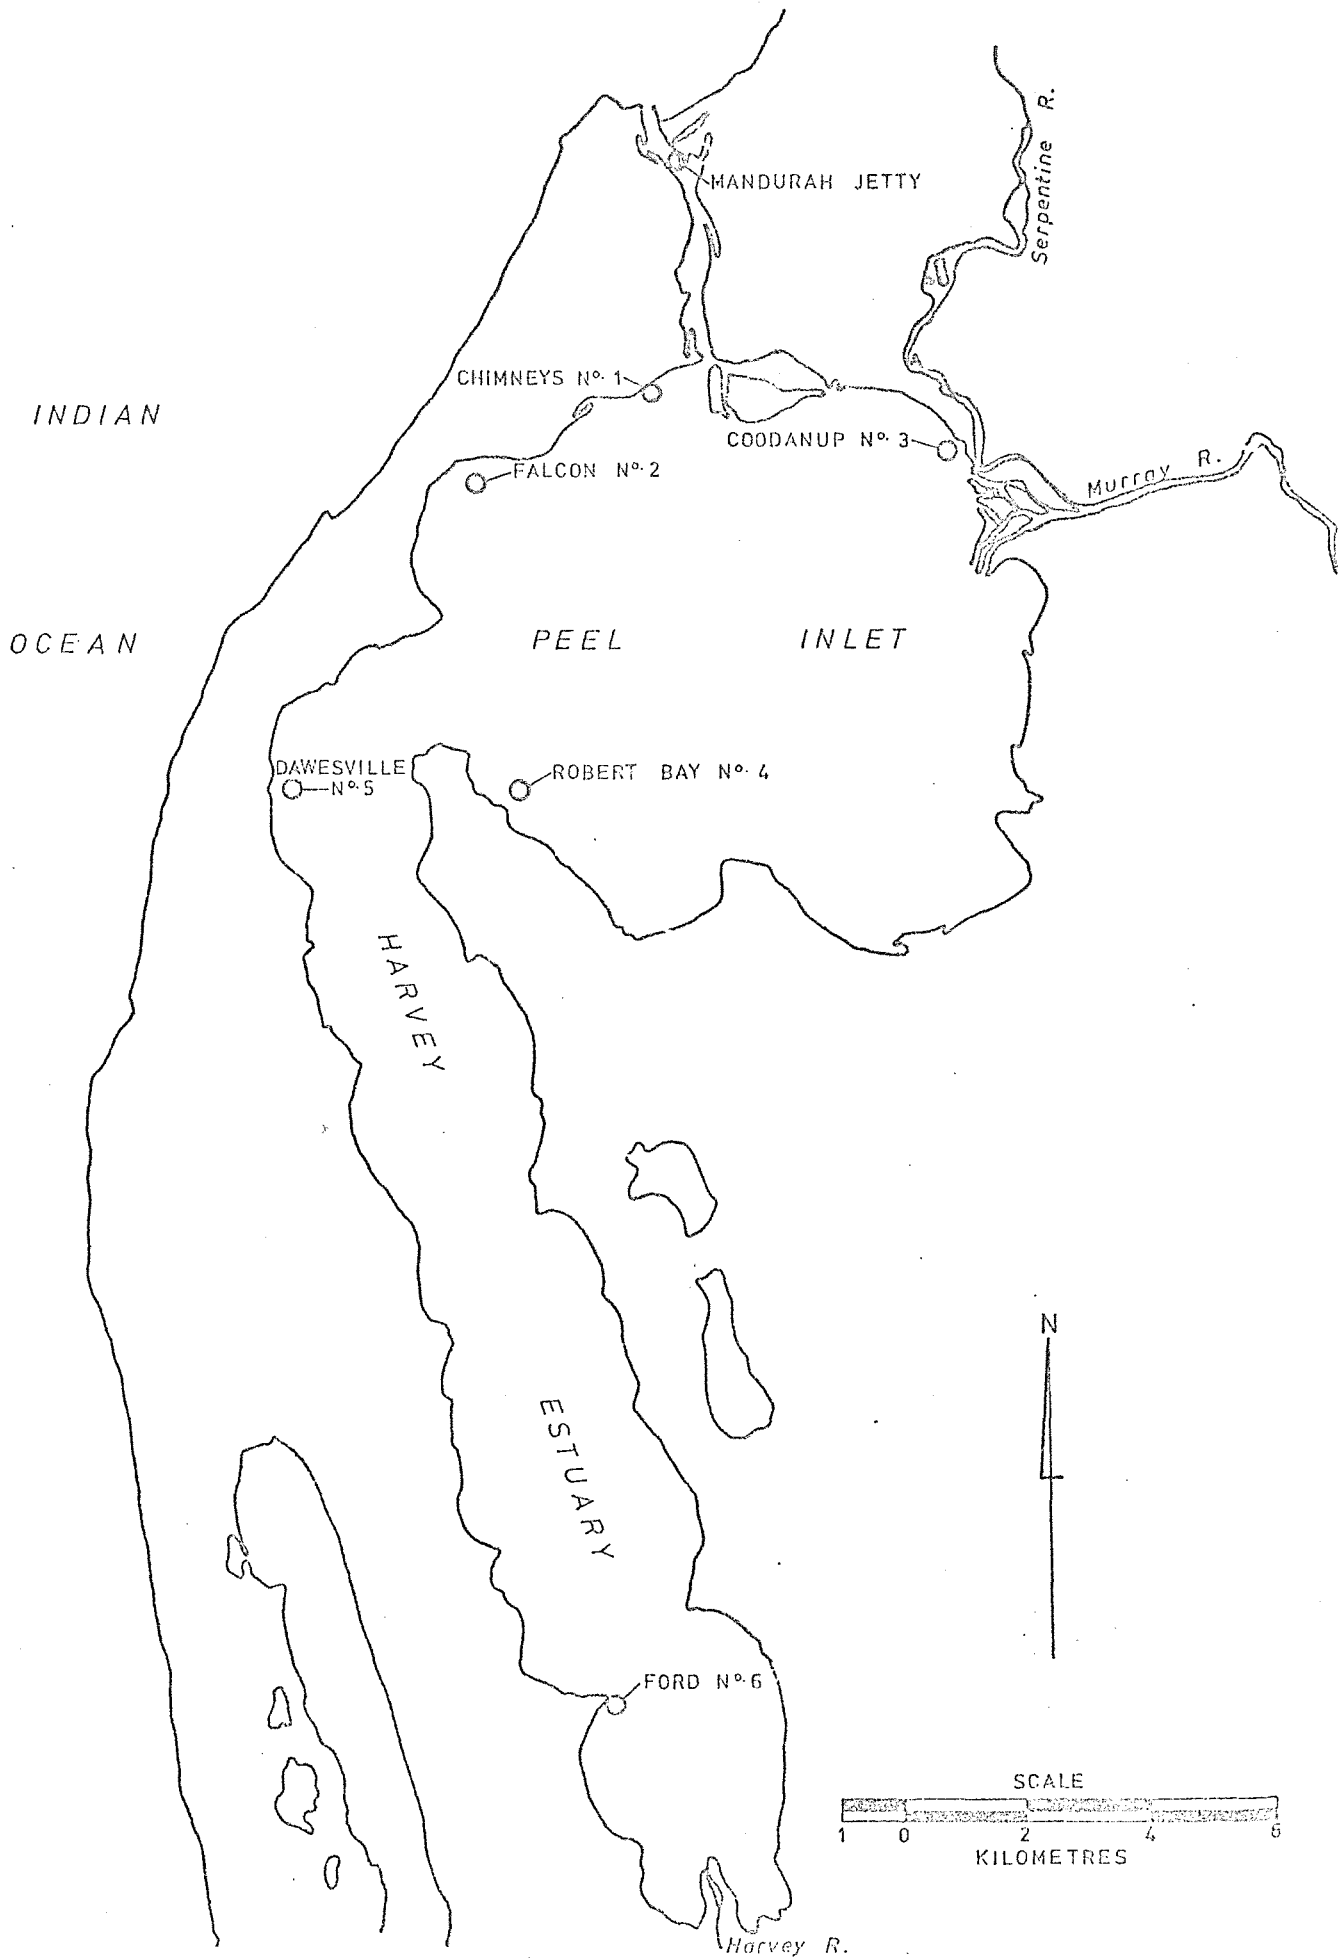 Serpentine R.
MANDURAH JETTY
CHIMNEYS Nº. 1
INDIAN
COODANUP Nº. 3
Murray R.
FALCON Nº. 2
OCEAN
PEEL INLET
DAWESVILLE
Nº. 5
ROBERT BAY Nº. 4
HARVEY
N
ESTUARY
FORD Nº. 6
SCALE
1 0 2 4 6
KILOMETRES
Harvey R.